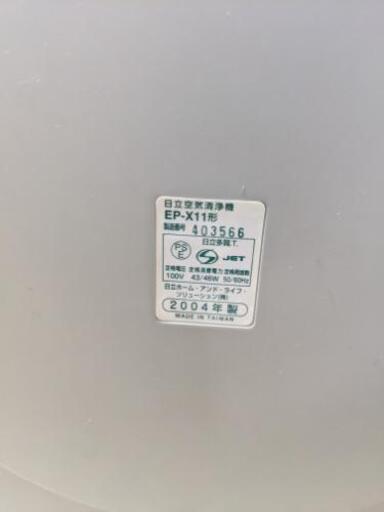 日立空気清浄機
EP-X11形
製造番号 403566
PSE
日立多賀.T.
S JET
定格電圧 定格消費電力 定格周波数
100V 43/46W 50/60Hz
日立ホーム・アンド・ライフ・
ソリューション(株)
2004年製
MADE IN TAIWAN